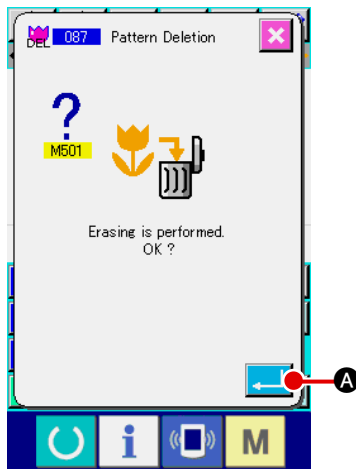 DEL 087 Pattern Deletion
?
M501
Erasing is performed.
OK ?
A
i M